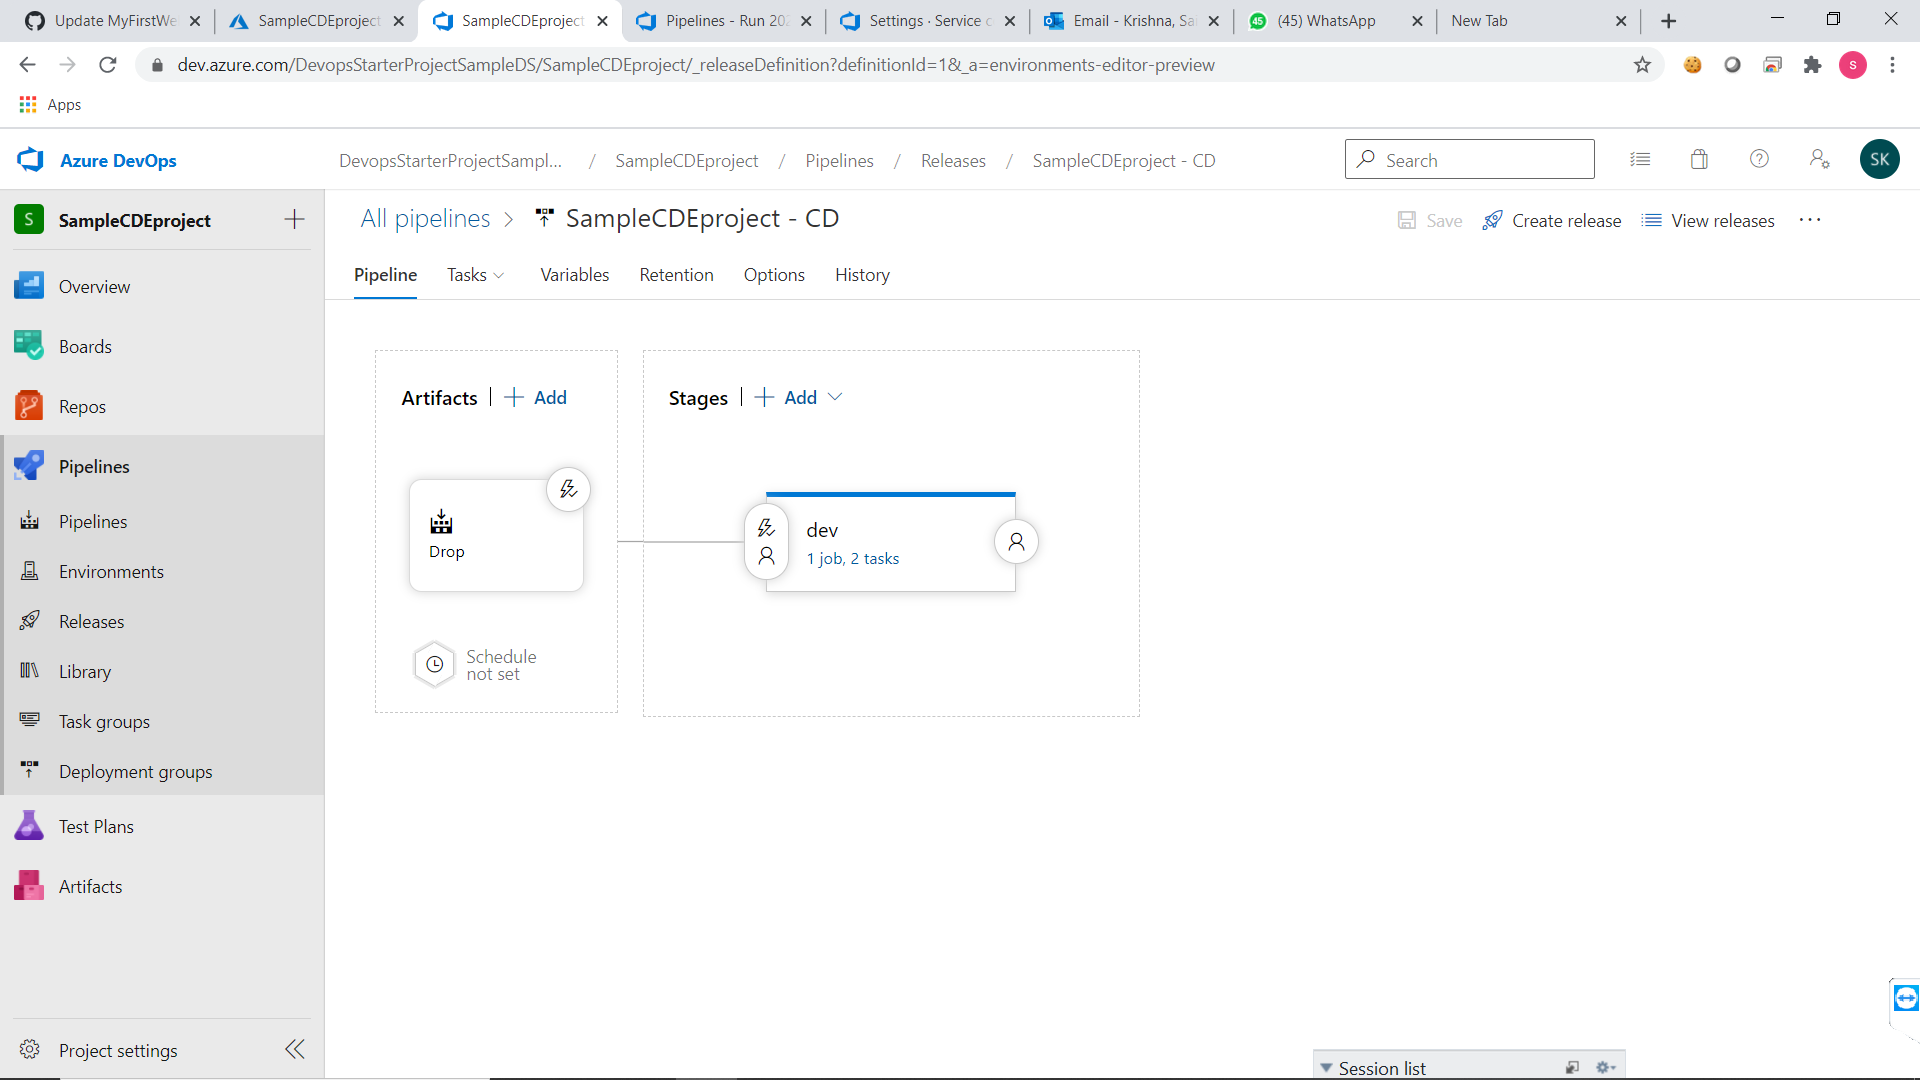 Update MyFirstWe
SampleCDEproject
SampleCDEproject
Pipelines - Run 202
Settings · Service c
Email - Krishna, Sai
(45) WhatsApp
New Tab
dev.azure.com/DevopsStarterProjectSampleDS/SampleCDEproject/_releaseDefinition?definitionId=1&_a=environments-editor-preview
S
Apps
Azure DevOps
DevopsStarterProjectSampl... / SampleCDEproject / Pipelines / Releases / SampleCDEproject - CD
Search
SK
S SampleCDEproject
All pipelines > SampleCDEproject - CD
Save Create release View releases ...
Pipeline Tasks Variables Retention Options History
Overview
Boards
Repos
Pipelines
Pipelines
Environments
Releases
Library
Task groups
Deployment groups
Test Plans
Artifacts
Project settings
Artifacts | + Add
Drop
Schedule
not set
Stages | + Add
dev
1 job, 2 tasks
Session list